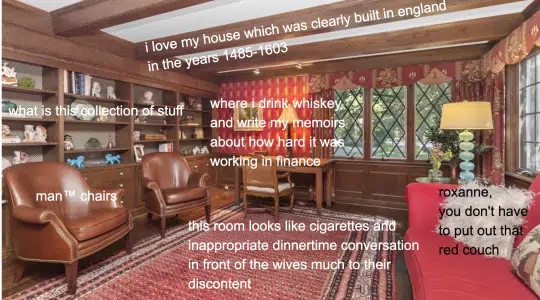 i love my house which was clearly built in england
in the years 1485-1603
what is this collection of stuff
where i drink whiskey
and write my memoirs
about how hard it was
working in finance
man™ chairs
roxanne,
you don't have
to put out that
red couch
this room looks like cigarettes and
inappropriate dinnertime conversation
in front of the wives much to their
discontent